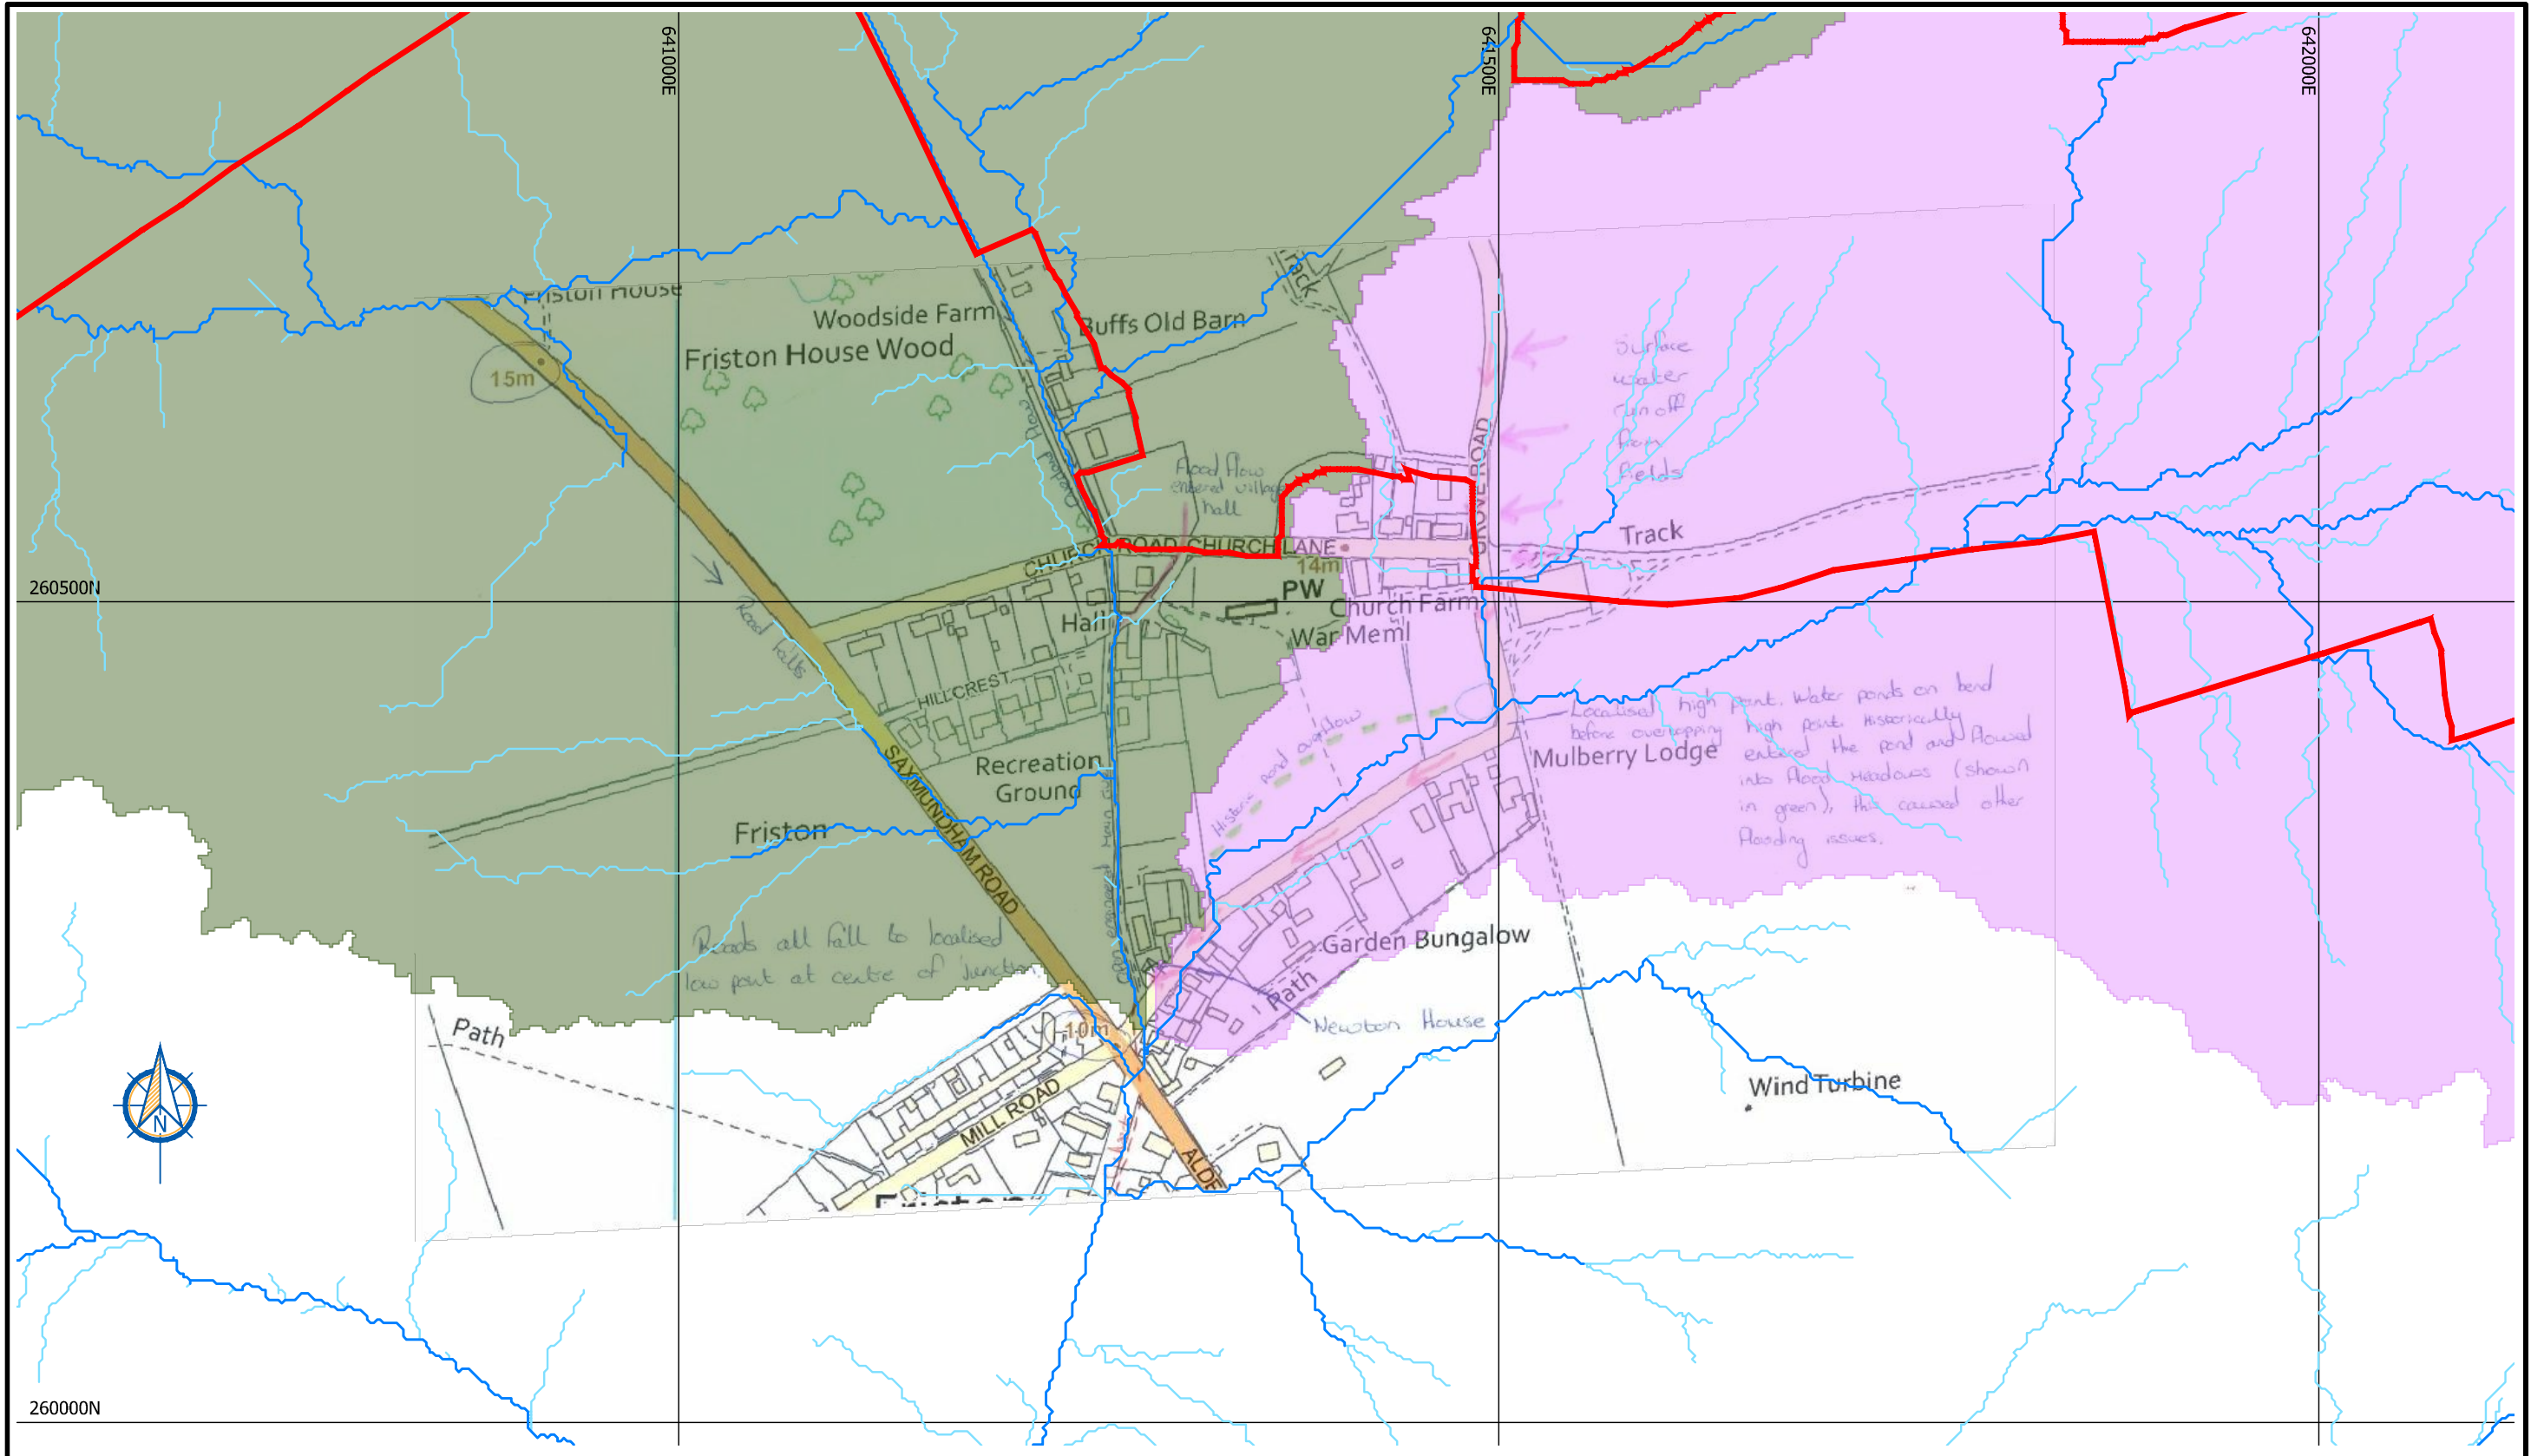 641000E
641500E
642000E
Friston House
Woodside Farm
Buffs Old Barn
Track
Friston House Wood
15m
Surface
water
run off
from
fields
GROVE ROAD
Flood flow
entered village
hall
Track
CHURCH ROAD
CHURCH LANE
14m
260500N
PW
Church Farm
Hall
War Meml
Road falls
HILLCREST
Localised high point. Water ponds on bend
before overtopping high point. Historically
entered the pond and flowed
into flood meadows (shown
in green), this caused other
flooding issues.
Mulberry Lodge
Historic pond overflow
Recreation
Ground
SAXMUNDHAM ROAD
Friston
Roads all fall to localised
low point at centre of junction
Garden Bungalow
Path
Newton House
Path
10m
MILL ROAD
Wind Turbine
ALDE
Friston
N
260000N